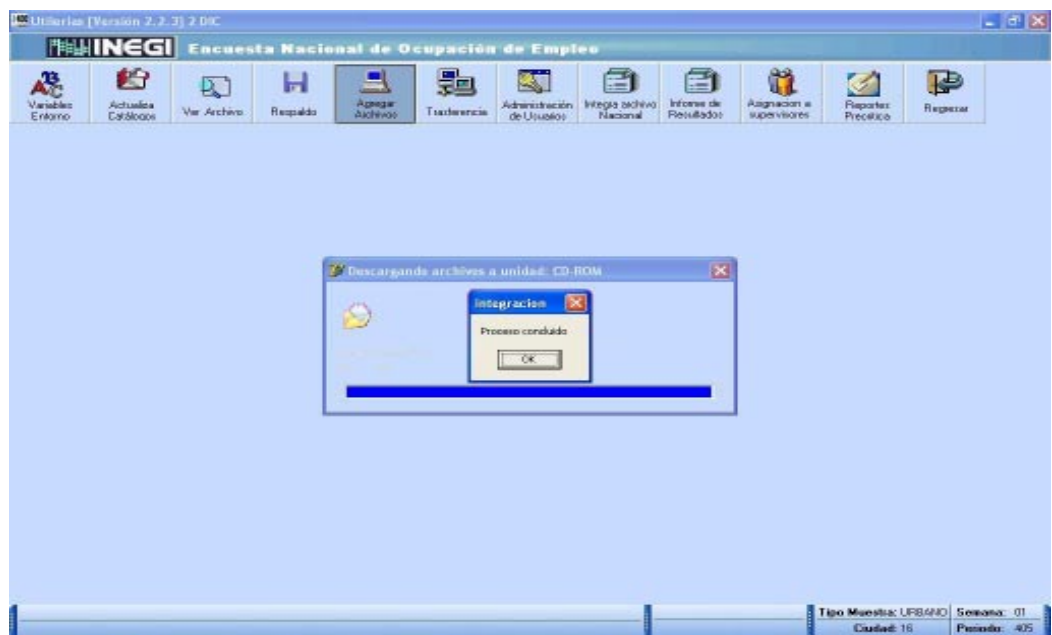 Utilerías [Versión 2.2.3] 2 DIC
INEGI Encuesta Nacional de Ocupación de Empleo
Variables Entorno
Actualiza Catálogos
Ver Archivo
Respaldo
Agregar Archivos
Trasferencia
Administración de Usuarios
Integra archivo Nacional
Informe de Resultados
Asignacion a supervisores
Reportes Precritica
Regresar
Descargando archivos a unidad: CD-ROM
Integracion
Proceso concluido
OK
Tipo Muestra: URBANO Semana: 01
Ciudad: 16 Periodo: 405